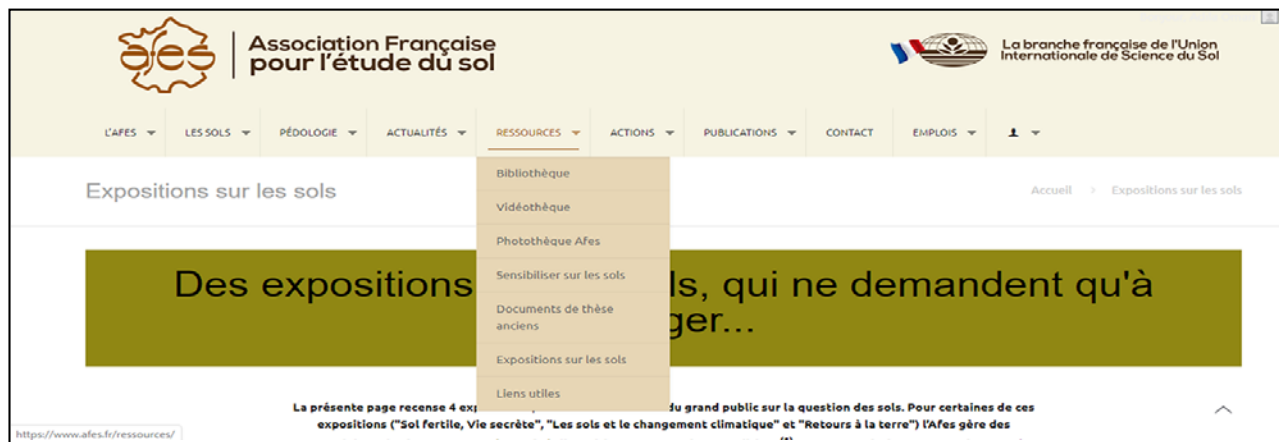 afes
Association Française
pour l'étude du sol
La branche française de l'Union
Internationale de Science du Sol
L'AFES LES SOLS PÉDOLOGIE ACTUALITÉS RESSOURCES ACTIONS PUBLICATIONS CONTACT EMPLOIS
Bibliothèque
Vidéothèque
Photothèque Afes
Sensibiliser sur les sols
Documents de thèse
anciens
Expositions sur les sols
Liens utiles
Expositions sur les sols
Accueil > Expositions sur les sols
Des expositions ls, qui ne demandent qu'à
ger...
La présente page recense 4 exp du grand public sur la question des sols. Pour certaines de ces
expositions ("Sol fertile, Vie secrète", "Les sols et le changement climatique" et "Retours à la terre") l'Afes gère des
https://www.afes.fr/ressources/